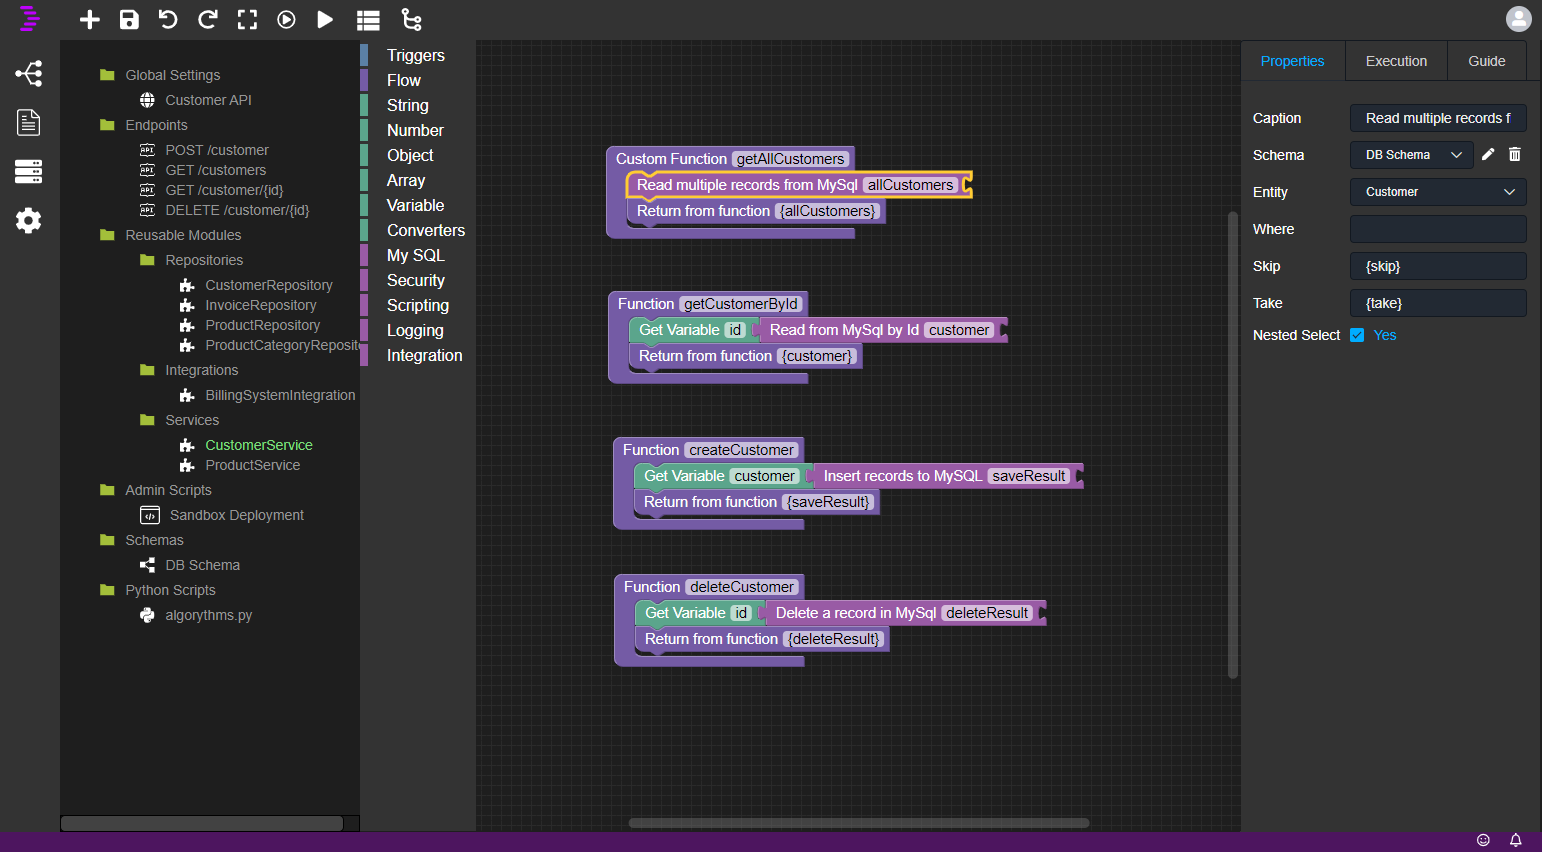 Global Settings
Customer API
Endpoints
API POST /customer
API GET /customers
API GET /customer/{id}
API DELETE /customer/{id}
Reusable Modules
Repositories
CustomerRepository
InvoiceRepository
ProductRepository
ProductCategoryReposito
Integrations
BillingSystemIntegration
Services
CustomerService
ProductService
Admin Scripts
Sandbox Deployment
Schemas
DB Schema
Python Scripts
algorythms.py
Triggers
Flow
String
Number
Object
Array
Variable
Converters
My SQL
Security
Scripting
Logging
Integration
Custom Function getAllCustomers
Read multiple records from MySql allCustomers
Return from function {allCustomers}
Function getCustomerById
Get Variable id Read from MySql by Id customer
Return from function {customer}
Function createCustomer
Get Variable customer Insert records to MySQL saveResult
Return from function {saveResult}
Function deleteCustomer
Get Variable id Delete a record in MySql deleteResult
Return from function {deleteResult}
Properties Execution Guide
Caption Read multiple records f
Schema DB Schema
Entity Customer
Where
Skip {skip}
Take {take}
Nested Select Yes